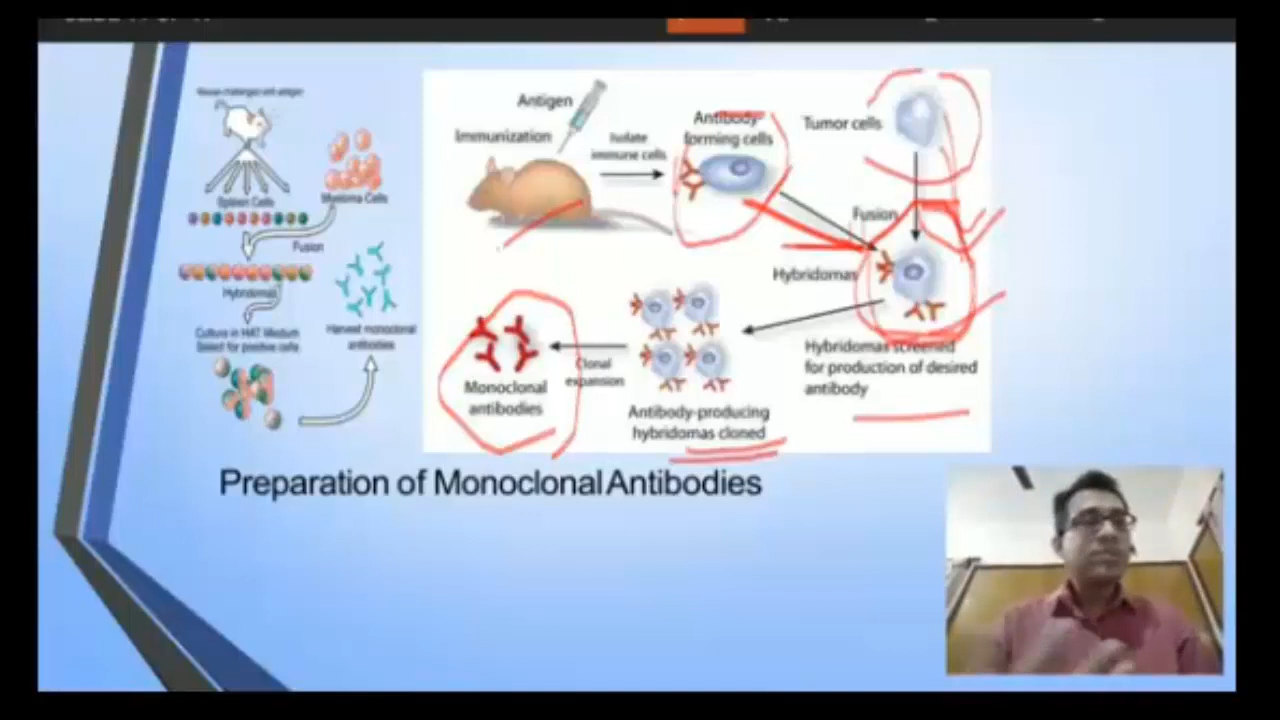 Spleen Cells
Myeloma Cells
Fusion
Hybridomas
Culture in HAT Medium
Select for positive cells
Harvest monoclonal
antibodies
Antigen
Immunization
Isolate
immune cells
Antibody-
forming cells
Tumor cells
Fusion
Hybridomas
Hybridomas screened
for production of desired
antibody
Antibody-producing
hybridomas cloned
Clonal
expansion
Monoclonal
antibodies
Preparation of Monoclonal Antibodies